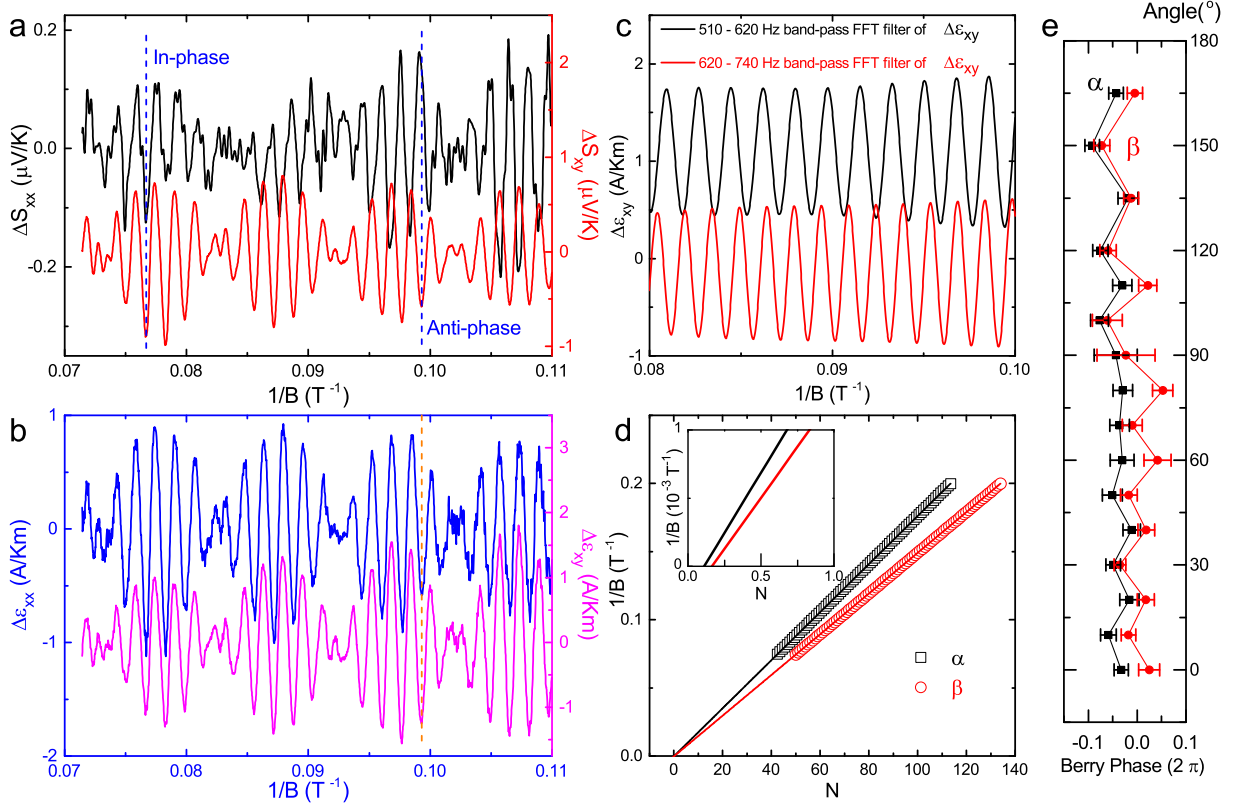 a
0.2
0.0
-0.2
ΔS_xx (μV/K)
In-phase
Anti-phase
2
1
0
-1
ΔS_xy (μV/K)
0.07
0.08
0.09
0.10
0.11
1/B (T⁻¹)
b
1
0
-1
-2
Δε_xx (A/Km)
3
2
1
0
-1
Δε_xy (A/Km)
0.07
0.08
0.09
0.10
0.11
1/B (T⁻¹)
c
510 - 620 Hz band-pass FFT filter of Δε_xy
620 - 740 Hz band-pass FFT filter of Δε_xy
2
1
0
-1
Δε_xy (A/Km)
0.08
0.09
0.10
1/B (T⁻¹)
d
0.2
0.1
0.0
1/B (T⁻¹)
1
0
1/B (10⁻³ T⁻¹)
0.0
0.5
1.0
N
α
β
0
20
40
60
80
100
120
140
N
e
Angle(°)
180
150
120
90
60
30
0
α
β
-0.1
0.0
0.1
Berry Phase (2 π)